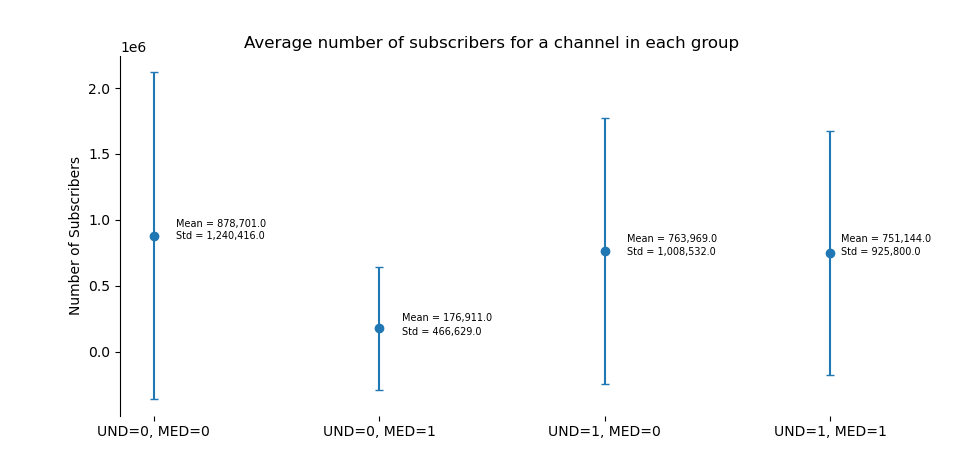 Average number of subscribers for a channel in each group
1e6
2.0
1.5
1.0
0.5
0.0
Number of Subscribers
Mean = 878,701.0
Std = 1,240,416.0
Mean = 176,911.0
Std = 466,629.0
Mean = 763,969.0
Std = 1,008,532.0
Mean = 751,144.0
Std = 925,800.0
UND=0, MED=0
UND=0, MED=1
UND=1, MED=0
UND=1, MED=1